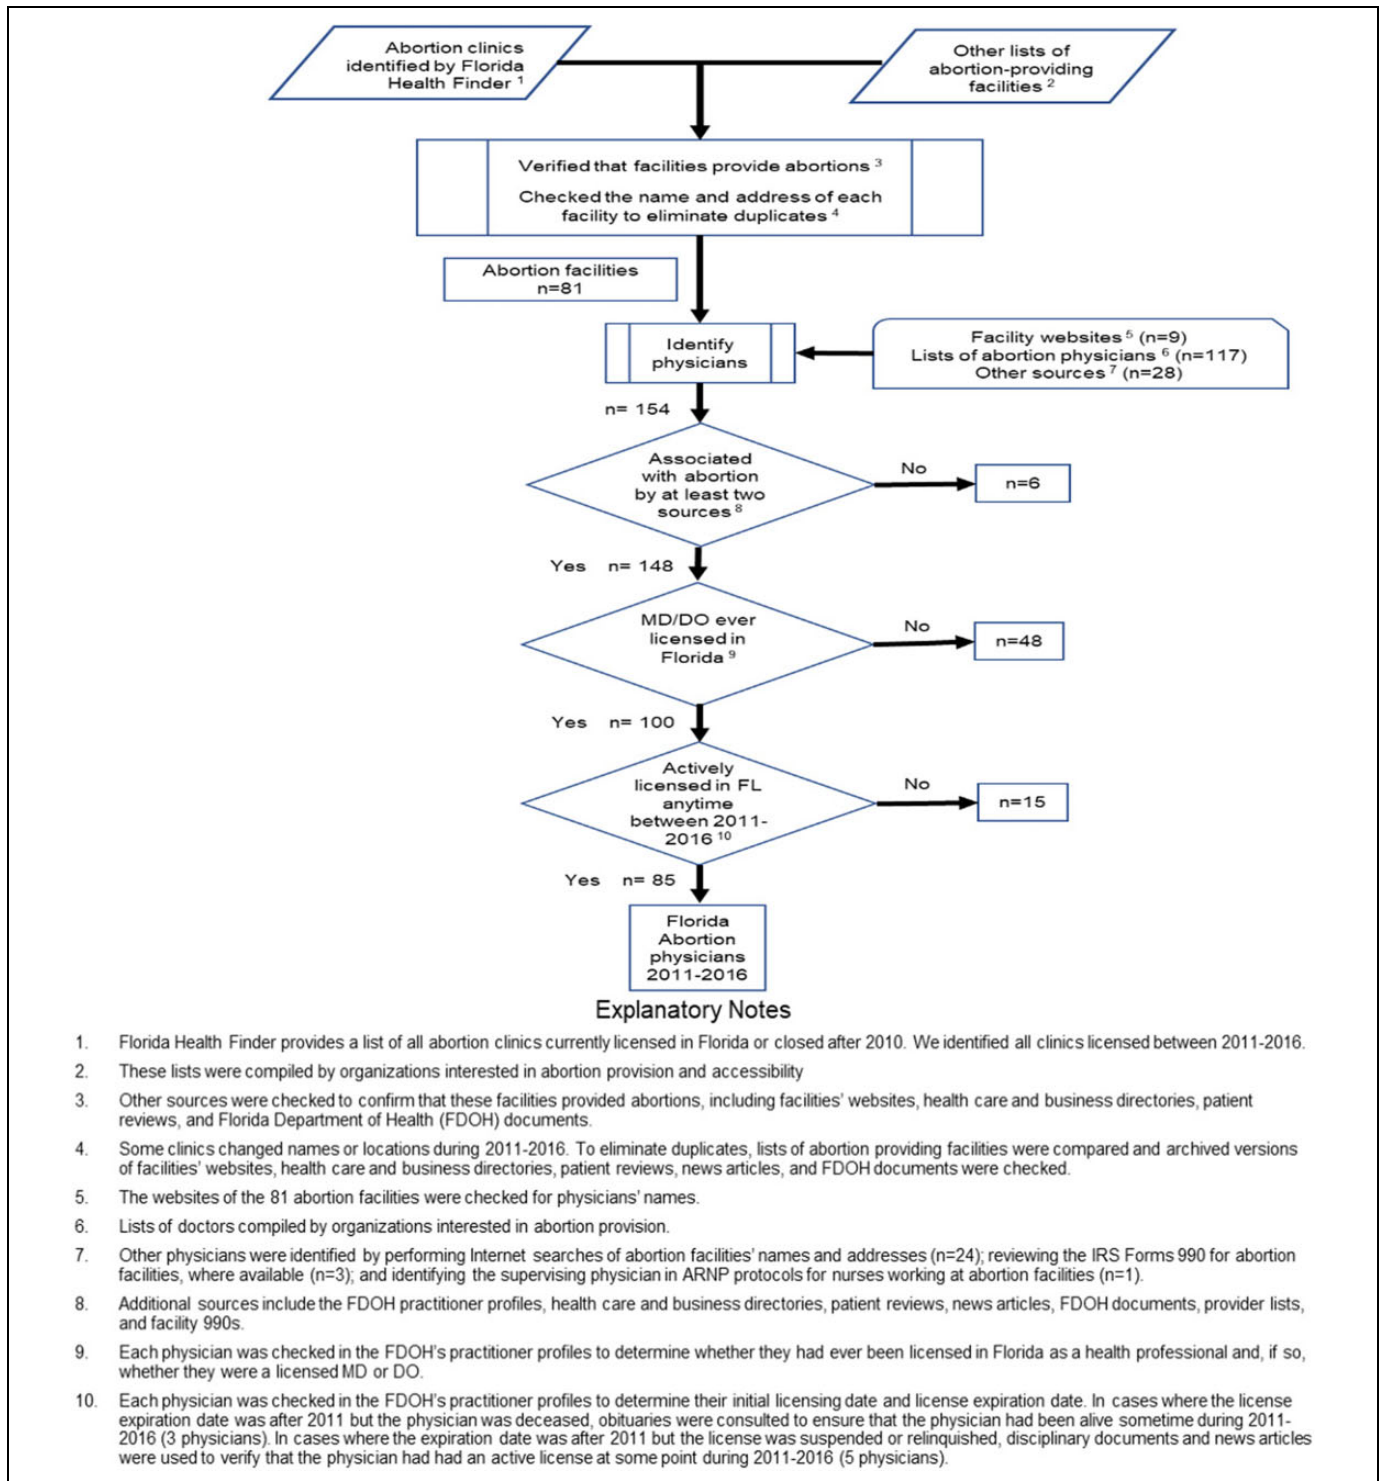 Abortion clinics
identified by Florida
Health Finder 1
Other lists of
abortion-providing
facilities 2
Verified that facilities provide abortions 3
Checked the name and address of each
facility to eliminate duplicates 4
Abortion facilities
n=81
Identify
physicians
Facility websites 5 (n=9)
Lists of abortion physicians 6 (n=117)
Other sources 7 (n=28)
n= 154
Associated
with abortion
by at least two
sources 8
No
n=6
Yes n= 148
MD/DO ever
licensed in
Florida 9
No
n=48
Yes n= 100
Actively
licensed in FL
anytime
between 2011-
2016 10
No
n=15
Yes n= 85
Florida
Abortion
physicians
2011-2016
Explanatory Notes
1. Florida Health Finder provides a list of all abortion clinics currently licensed in Florida or closed after 2010. We identified all clinics licensed between 2011-2016.
2. These lists were compiled by organizations interested in abortion provision and accessibility
3. Other sources were checked to confirm that these facilities provided abortions, including facilities' websites, health care and business directories, patient
reviews, and Florida Department of Health (FDOH) documents.
4. Some clinics changed names or locations during 2011-2016. To eliminate duplicates, lists of abortion providing facilities were compared and archived versions
of facilities' websites, health care and business directories, patient reviews, news articles, and FDOH documents were checked.
5. The websites of the 81 abortion facilities were checked for physicians' names.
6. Lists of doctors compiled by organizations interested in abortion provision.
7. Other physicians were identified by performing Internet searches of abortion facilities' names and addresses (n=24); reviewing the IRS Forms 990 for abortion
facilities, where available (n=3); and identifying the supervising physician in ARNP protocols for nurses working at abortion facilities (n=1).
8. Additional sources include the FDOH practitioner profiles, health care and business directories, patient reviews, news articles, FDOH documents, provider lists,
and facility 990s.
9. Each physician was checked in the FDOH's practitioner profiles to determine whether they had ever been licensed in Florida as a health professional and, if so,
whether they were a licensed MD or DO.
10. Each physician was checked in the FDOH's practitioner profiles to determine their initial licensing date and license expiration date. In cases where the license
expiration date was after 2011 but the physician was deceased, obituaries were consulted to ensure that the physician had been alive sometime during 2011-
2016 (3 physicians). In cases where the expiration date was after 2011 but the license was suspended or relinquished, disciplinary documents and news articles
were used to verify that the physician had had an active license at some point during 2011-2016 (5 physicians).